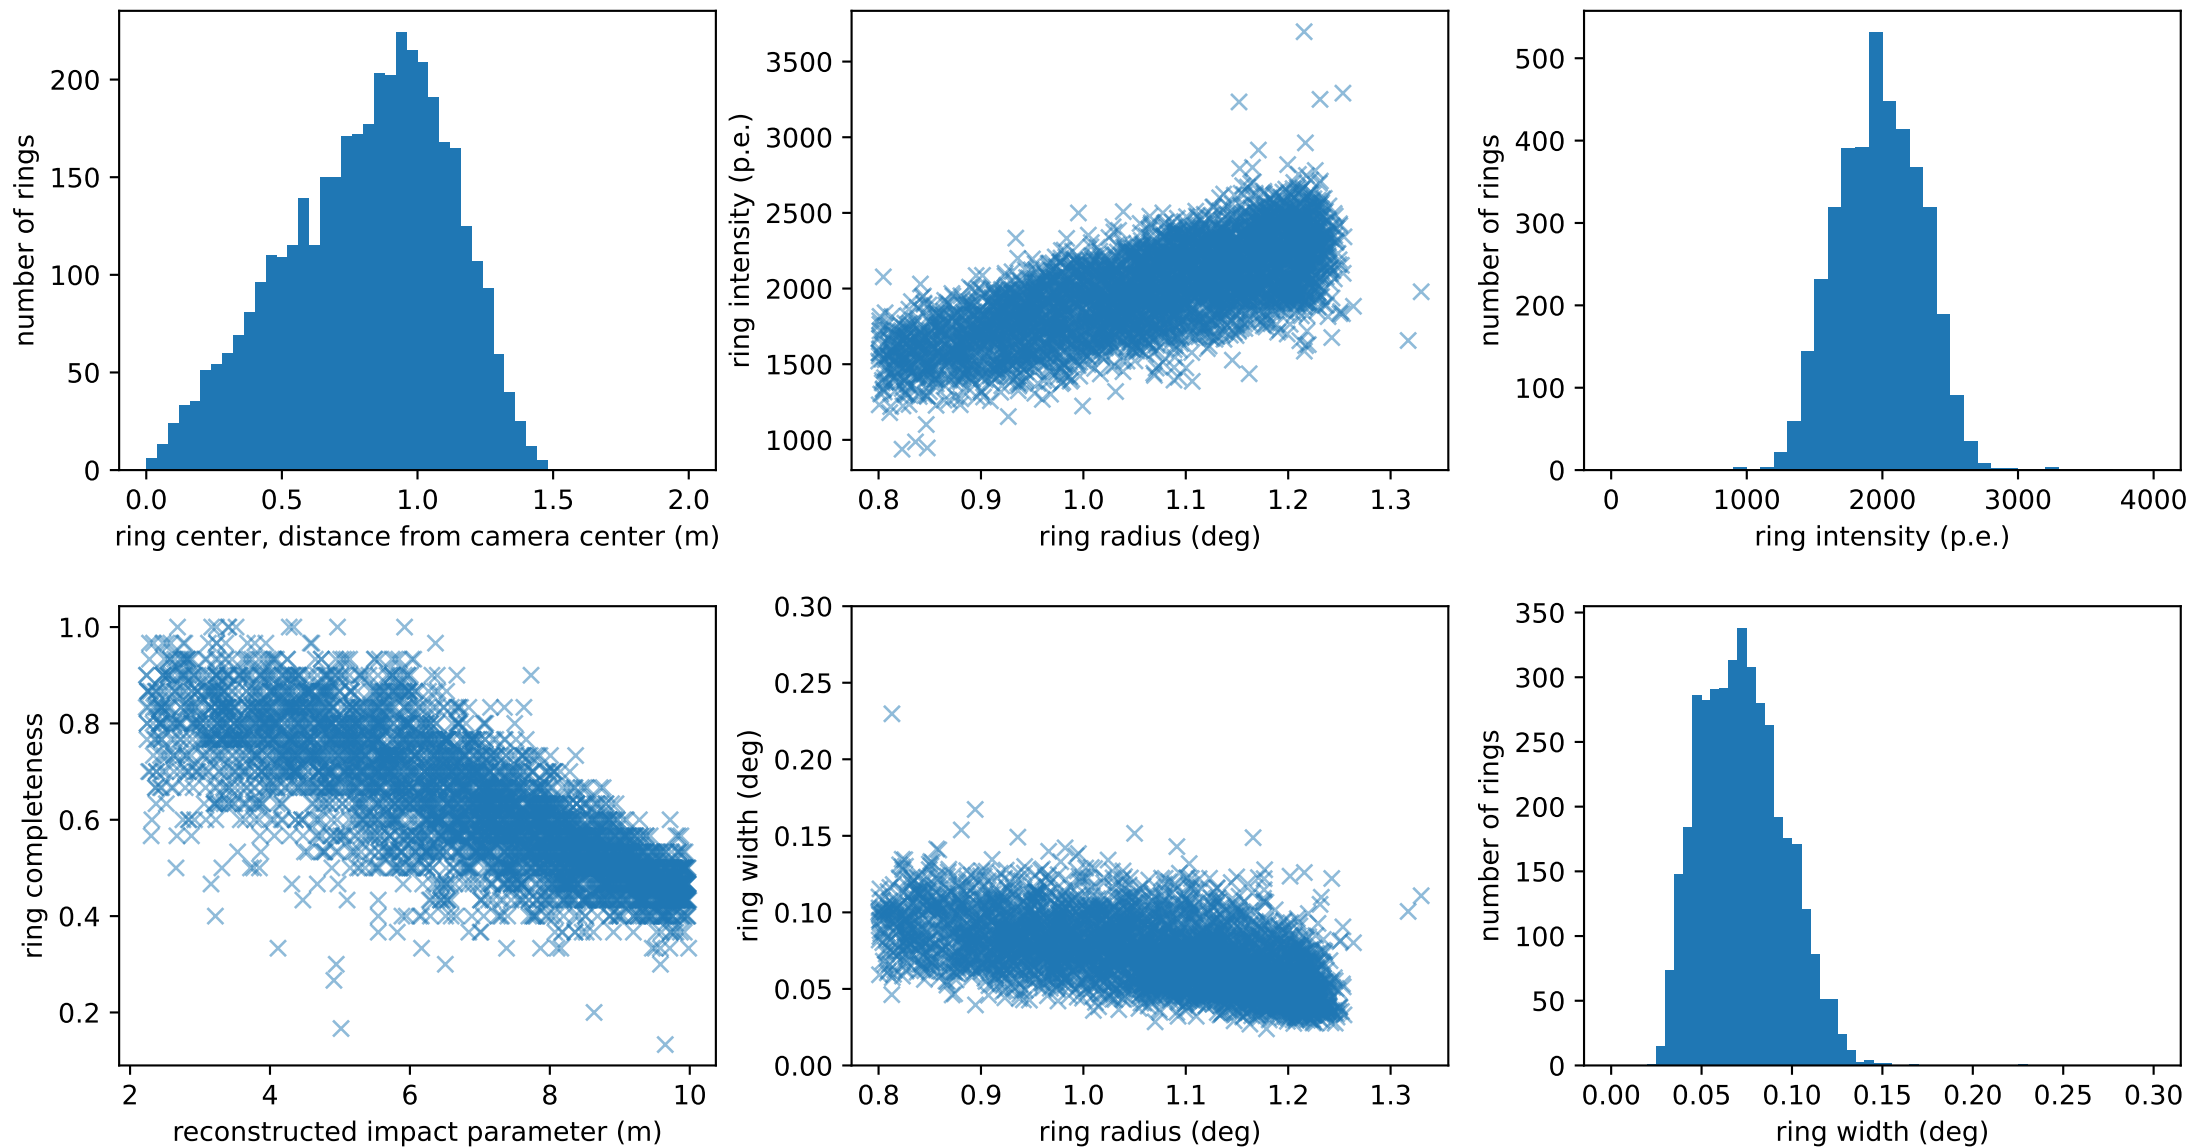 number of rings
200
150
100
50
0
0.0 0.5 1.0 1.5 2.0
ring center, distance from camera center (m)
ring intensity (p.e.)
3500
3000
2500
2000
1500
1000
0.8 0.9 1.0 1.1 1.2 1.3
ring radius (deg)
number of rings
500
400
300
200
100
0
0 1000 2000 3000 4000
ring intensity (p.e.)
ring completeness
1.0
0.8
0.6
0.4
0.2
2 4 6 8 10
reconstructed impact parameter (m)
ring width (deg)
0.30
0.25
0.20
0.15
0.10
0.05
0.00
0.8 0.9 1.0 1.1 1.2 1.3
ring radius (deg)
number of rings
350
300
250
200
150
100
50
0
0.00 0.05 0.10 0.15 0.20 0.25 0.30
ring width (deg)